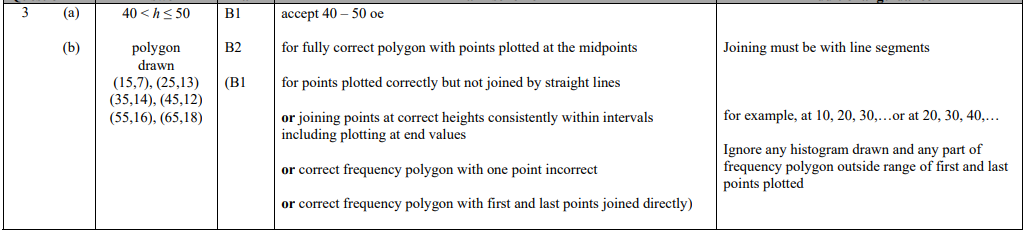 3 (a) 40 < h ≤ 50 B1 accept 40 – 50 oe
(b) polygon B2 for fully correct polygon with points plotted at the midpoints Joining must be with line segments
drawn
(15,7), (25,13) (B1 for points plotted correctly but not joined by straight lines
(35,14), (45,12)
(55,16), (65,18) or joining points at correct heights consistently within intervals for example, at 10, 20, 30,…or at 20, 30, 40,…
including plotting at end values
Ignore any histogram drawn and any part of
or correct frequency polygon with one point incorrect frequency polygon outside range of first and last
points plotted
or correct frequency polygon with first and last points joined directly)